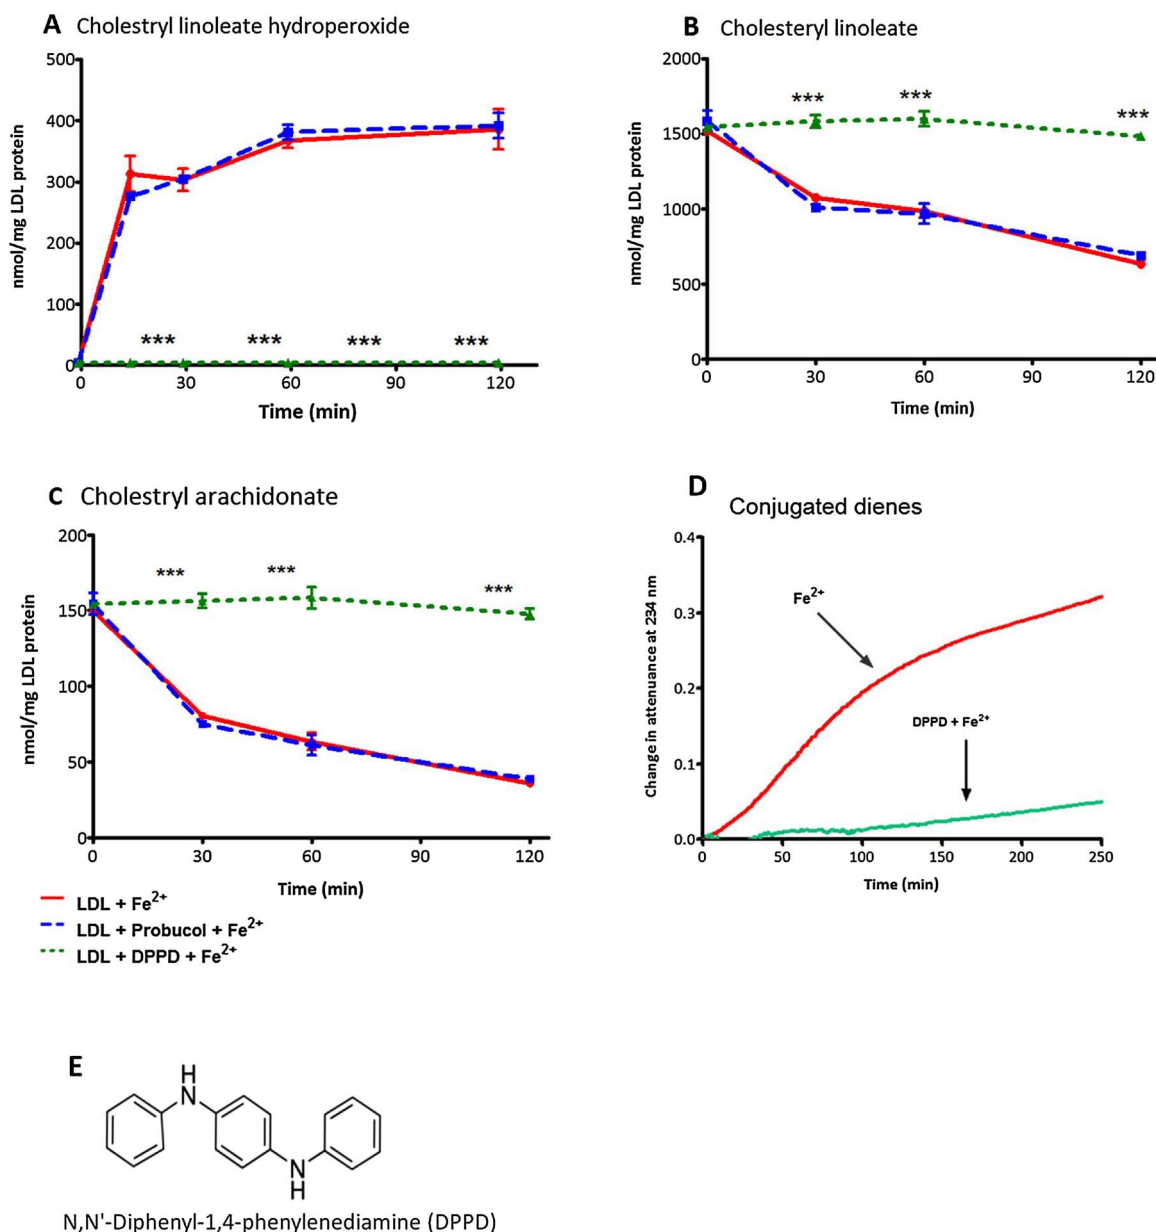 A Cholestryl linoleate hydroperoxide
500
400
300
200
100
0
nmol/mg LDL protein
*** *** *** ***
0 30 60 90 120
Time (min)
B Cholesteryl linoleate
2000
1500
1000
500
0
nmol/mg LDL protein
*** *** ***
0 30 60 90 120
Time (min)
C Cholestryl arachidonate
200
150
100
50
0
nmol/mg LDL protein
*** *** ***
0 30 60 90 120
Time (min)
LDL + Fe²⁺
LDL + Probucol + Fe²⁺
LDL + DPPD + Fe²⁺
D
Conjugated dienes
0.4
0.3
0.2
0.1
0.0
Change in attenuance at 234 nm
Fe²⁺
DPPD + Fe²⁺
0 50 100 150 200 250
Time (min)
E
H
N
N
H
N,N'-Diphenyl-1,4-phenylenediamine (DPPD)